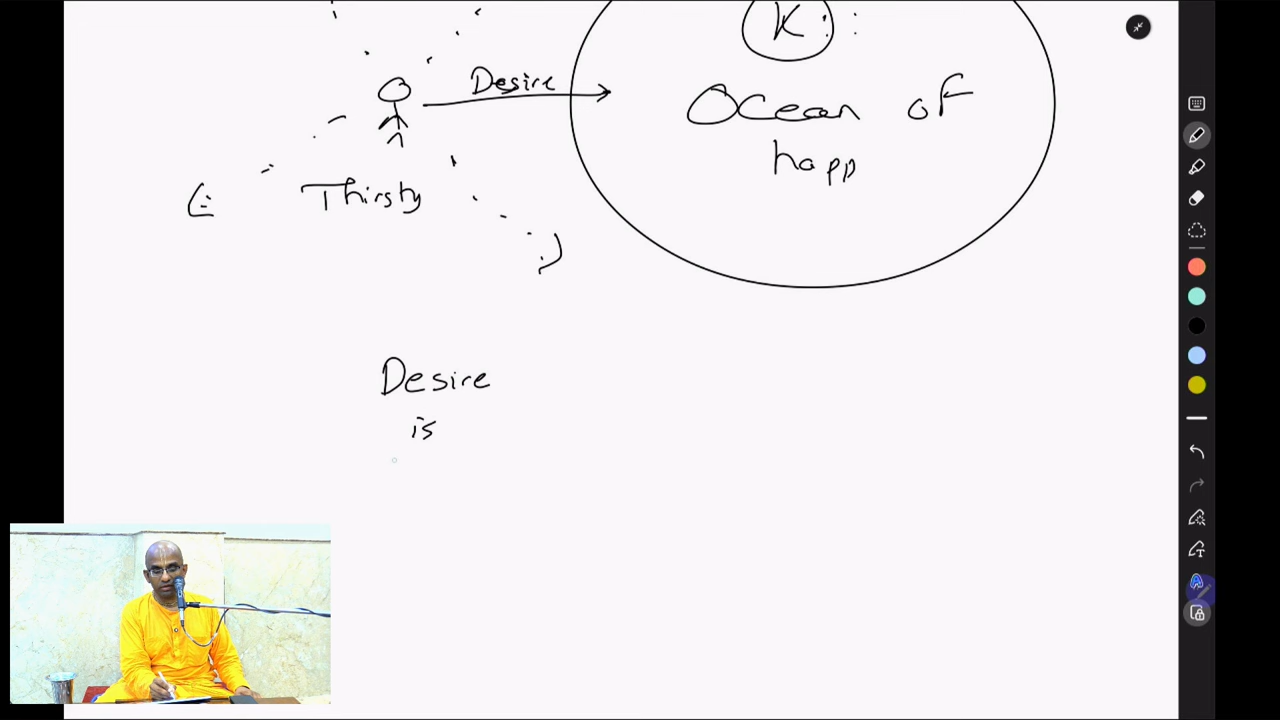 K:
Desire
Ocean of
happ
Thirsty
Desire
is